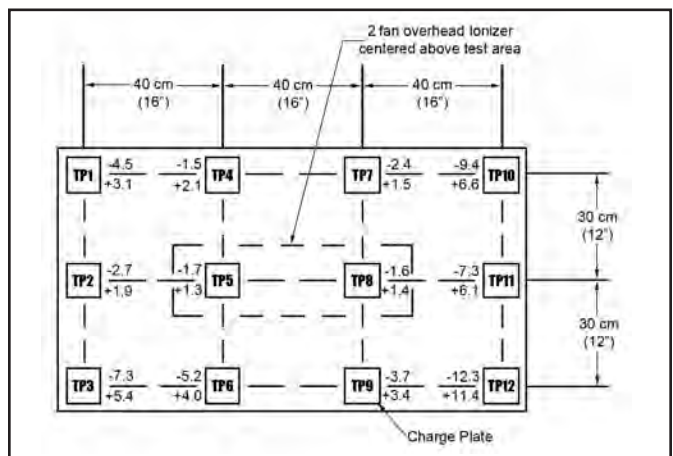 2 fan overhead Ionizer
centered above test area
40 cm 40 cm 40 cm
(16") (16") (16")
TP1 -4.5 -1.5 TP4 TP7 -2.4 -9.4 TP10
+3.1 +2.1 +1.5 +6.6
30 cm
(12")
TP2 -2.7 -1.7 TP5 TP8 -1.6 -7.3 TP11
+1.9 +1.3 +1.4 +6.1
30 cm
(12")
TP3 -7.3 -5.2 TP6 TP9 -3.7 -12.3 TP12
+5.4 +4.0 +3.4 +11.4
Charge Plate